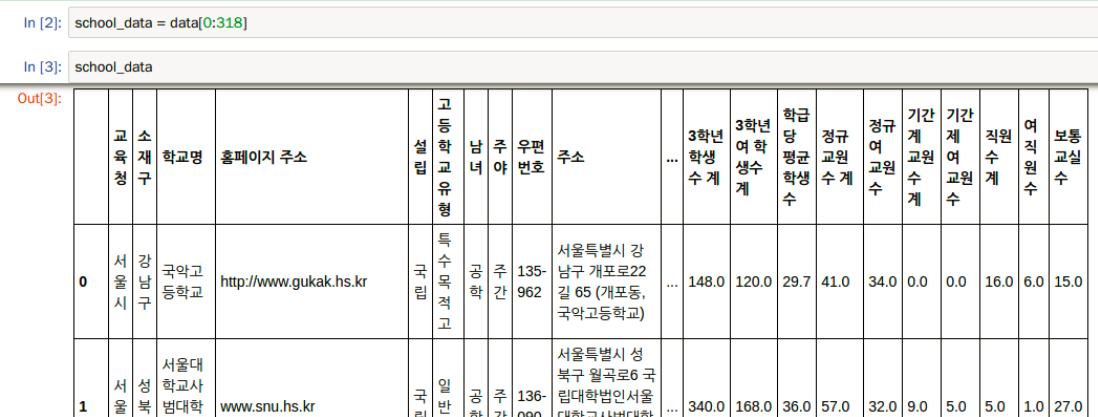 In [2]: school_data = data[0:318]
In [3]: school_data
Out[3]:
교육청 소재구 학교명 홈페이지 주소 설립 고등학교유형 남녀 주야 우편번호 주소 ... 3학년 학생수 계 3학년 여 학생수 계 학급당 평균 학생수 정규 교원수 계 정규 여 교원수 기간계 교원수 계 기간제 여 교원수 직원수 계 여직원수 보통교실수
0 서울시 강남구 국악고등학교 http://www.gukak.hs.kr 국립 특수목적고 공학 주간 135-962 서울특별시 강남구 개포로22길 65 (개포동, 국악고등학교) ... 148.0 120.0 29.7 41.0 34.0 0.0 0.0 16.0 6.0 15.0
1 서울 성북 서울대학교사범대학 www.snu.hs.kr 국립 일반 공학 주간 136- 서울특별시 성북구 월곡로6 국립대학법인서울 ... 340.0 168.0 36.0 57.0 32.0 9.0 5.0 5.0 1.0 27.0